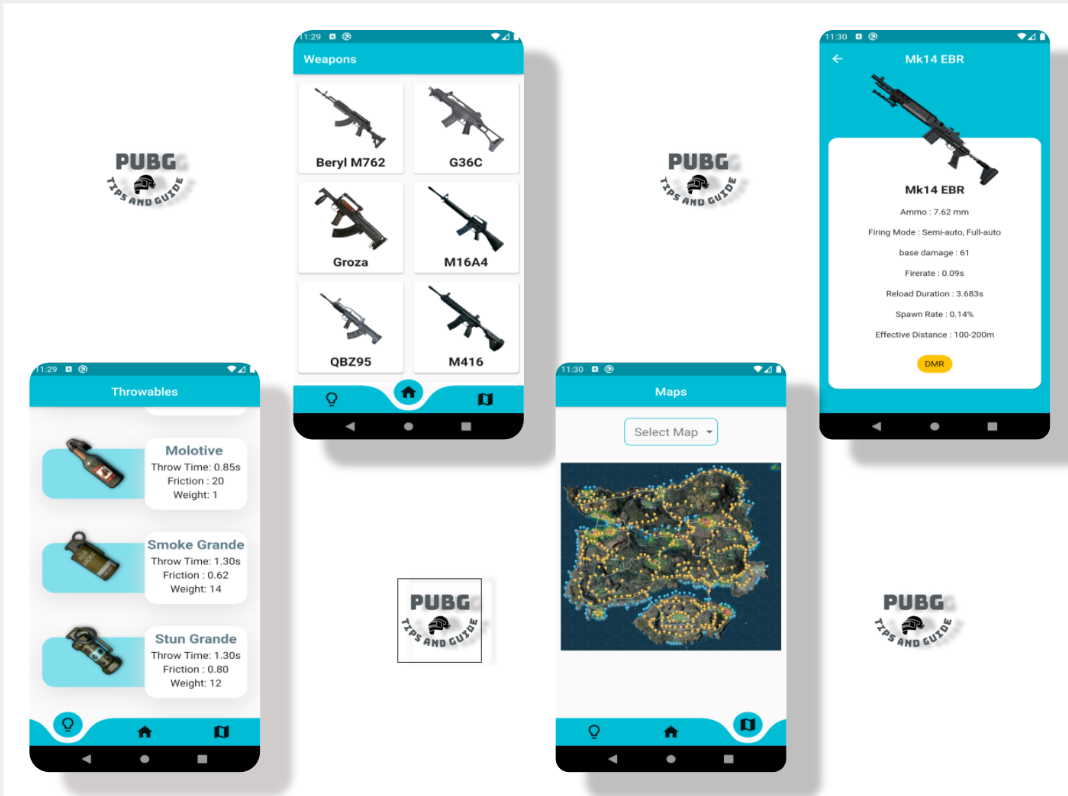 11:29
Weapons
Beryl M762
G36C
Groza
M16A4
QBZ95
M416
11:30
Mk14 EBR
Mk14 EBR
Ammo : 7.62 mm
Firing Mode : Semi-auto, Full-auto
base damage : 61
Firerate : 0.09s
Reload Duration : 3.683s
Spawn Rate : 0.14%
Effective Distance : 100-200m
DMR
PUBG
TIPS AND GUIDE
PUBG
TIPS AND GUIDE
11:29
Throwables
Molotive
Throw Time: 0.85s
Friction : 20
Weight: 1
Smoke Grande
Throw Time: 1.30s
Friction : 0.62
Weight: 14
Stun Grande
Throw Time: 1.30s
Friction : 0.80
Weight: 12
11:30
Maps
Select Map
PUBG
TIPS AND GUIDE
PUBG
TIPS AND GUIDE